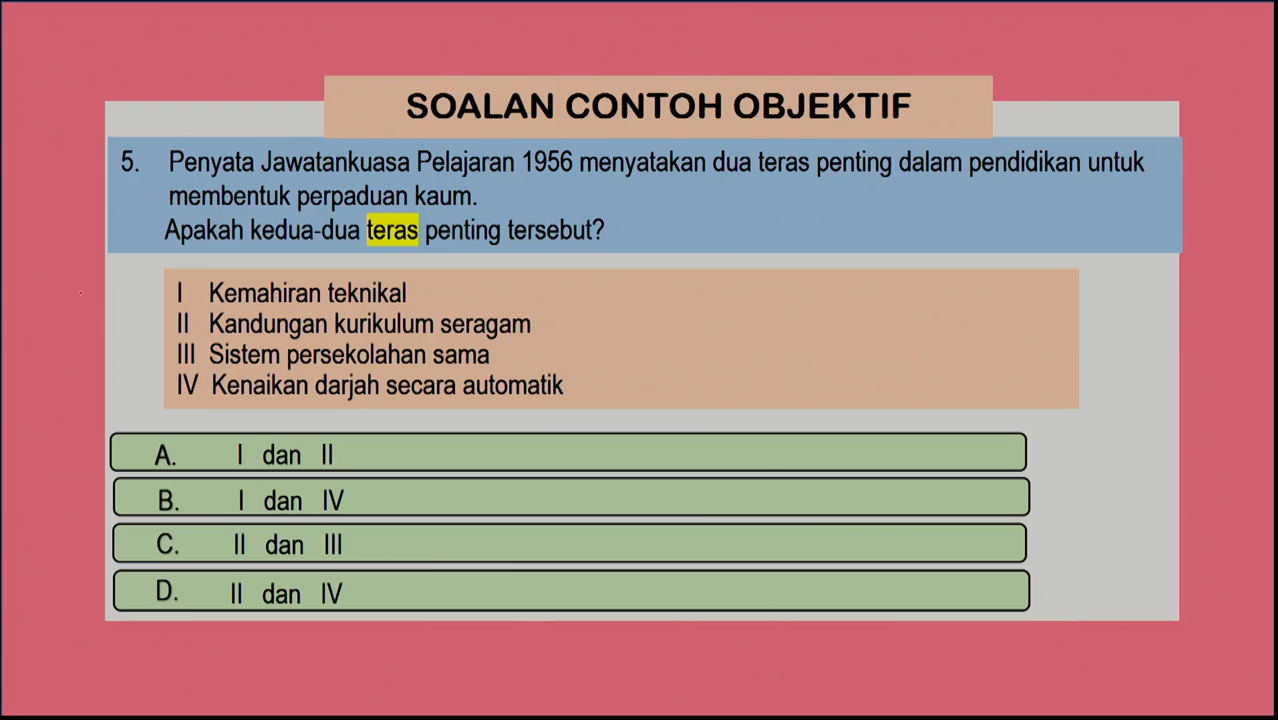 SOALAN CONTOH OBJEKTIF
5. Penyata Jawatankuasa Pelajaran 1956 menyatakan dua teras penting dalam pendidikan untuk
membentuk perpaduan kaum.
Apakah kedua-dua teras penting tersebut?
I Kemahiran teknikal
II Kandungan kurikulum seragam
III Sistem persekolahan sama
IV Kenaikan darjah secara automatik
A. I dan II
B. I dan IV
C. II dan III
D. II dan IV